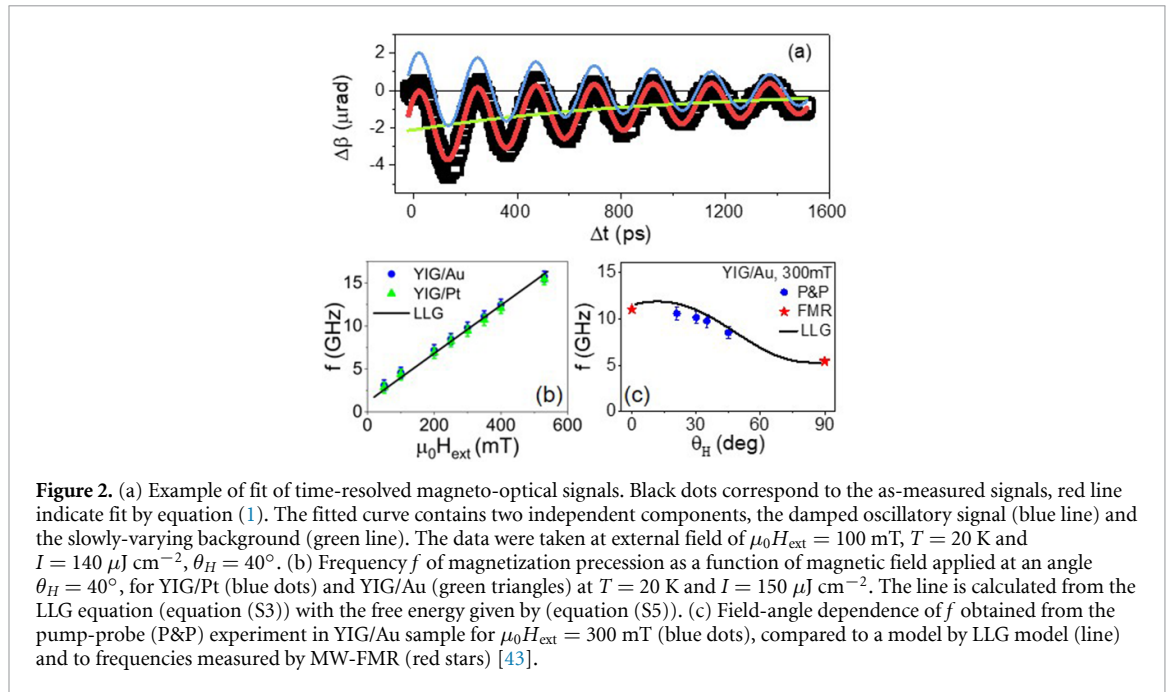 (a)
2
0
-2
-4
Δβ (μrad)
0 400 800 1200 1600
Δt (ps)
15
10
5
0
f (GHz)
YIG/Au
YIG/Pt
LLG
(b)
0 200 400 600
μ₀Hext (mT)
15
10
5
0
f (GHz)
YIG/Au, 300mT
P&P
FMR
LLG
(c)
0 30 60 90
θH (deg)
Figure 2. (a) Example of fit of time-resolved magneto-optical signals. Black dots correspond to the as-measured signals, red line
indicate fit by equation (1). The fitted curve contains two independent components, the damped oscillatory signal (blue line) and
the slowly-varying background (green line). The data were taken at external field of μ₀Hext = 100 mT, T = 20 K and
I = 140 μJ cm⁻², θH = 40°. (b) Frequency f of magnetization precession as a function of magnetic field applied at an angle
θH = 40°, for YIG/Pt (blue dots) and YIG/Au (green triangles) at T = 20 K and I = 150 μJ cm⁻². The line is calculated from the
LLG equation (equation (S3)) with the free energy given by (equation (S5)). (c) Field-angle dependence of f obtained from the
pump-probe (P&P) experiment in YIG/Au sample for μ₀Hext = 300 mT (blue dots), compared to a model by LLG model (line)
and to frequencies measured by MW-FMR (red stars) [43].